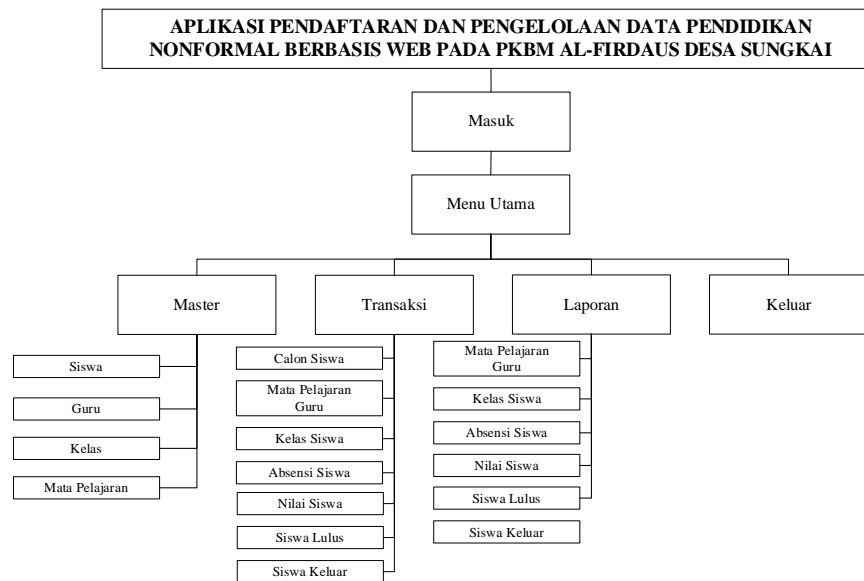 APLIKASI PENDAFTARAN DAN PENGELOLAAN DATA PENDIDIKAN
NONFORMAL BERBASIS WEB PADA PKBM AL-FIRDAUS DESA SUNGKAI
Masuk
Menu Utama
Master
Transaksi
Laporan
Keluar
Siswa
Guru
Kelas
Mata Pelajaran
Calon Siswa
Mata Pelajaran
Guru
Kelas Siswa
Absensi Siswa
Nilai Siswa
Siswa Lulus
Siswa Keluar
Mata Pelajaran
Guru
Kelas Siswa
Absensi Siswa
Nilai Siswa
Siswa Lulus
Siswa Keluar